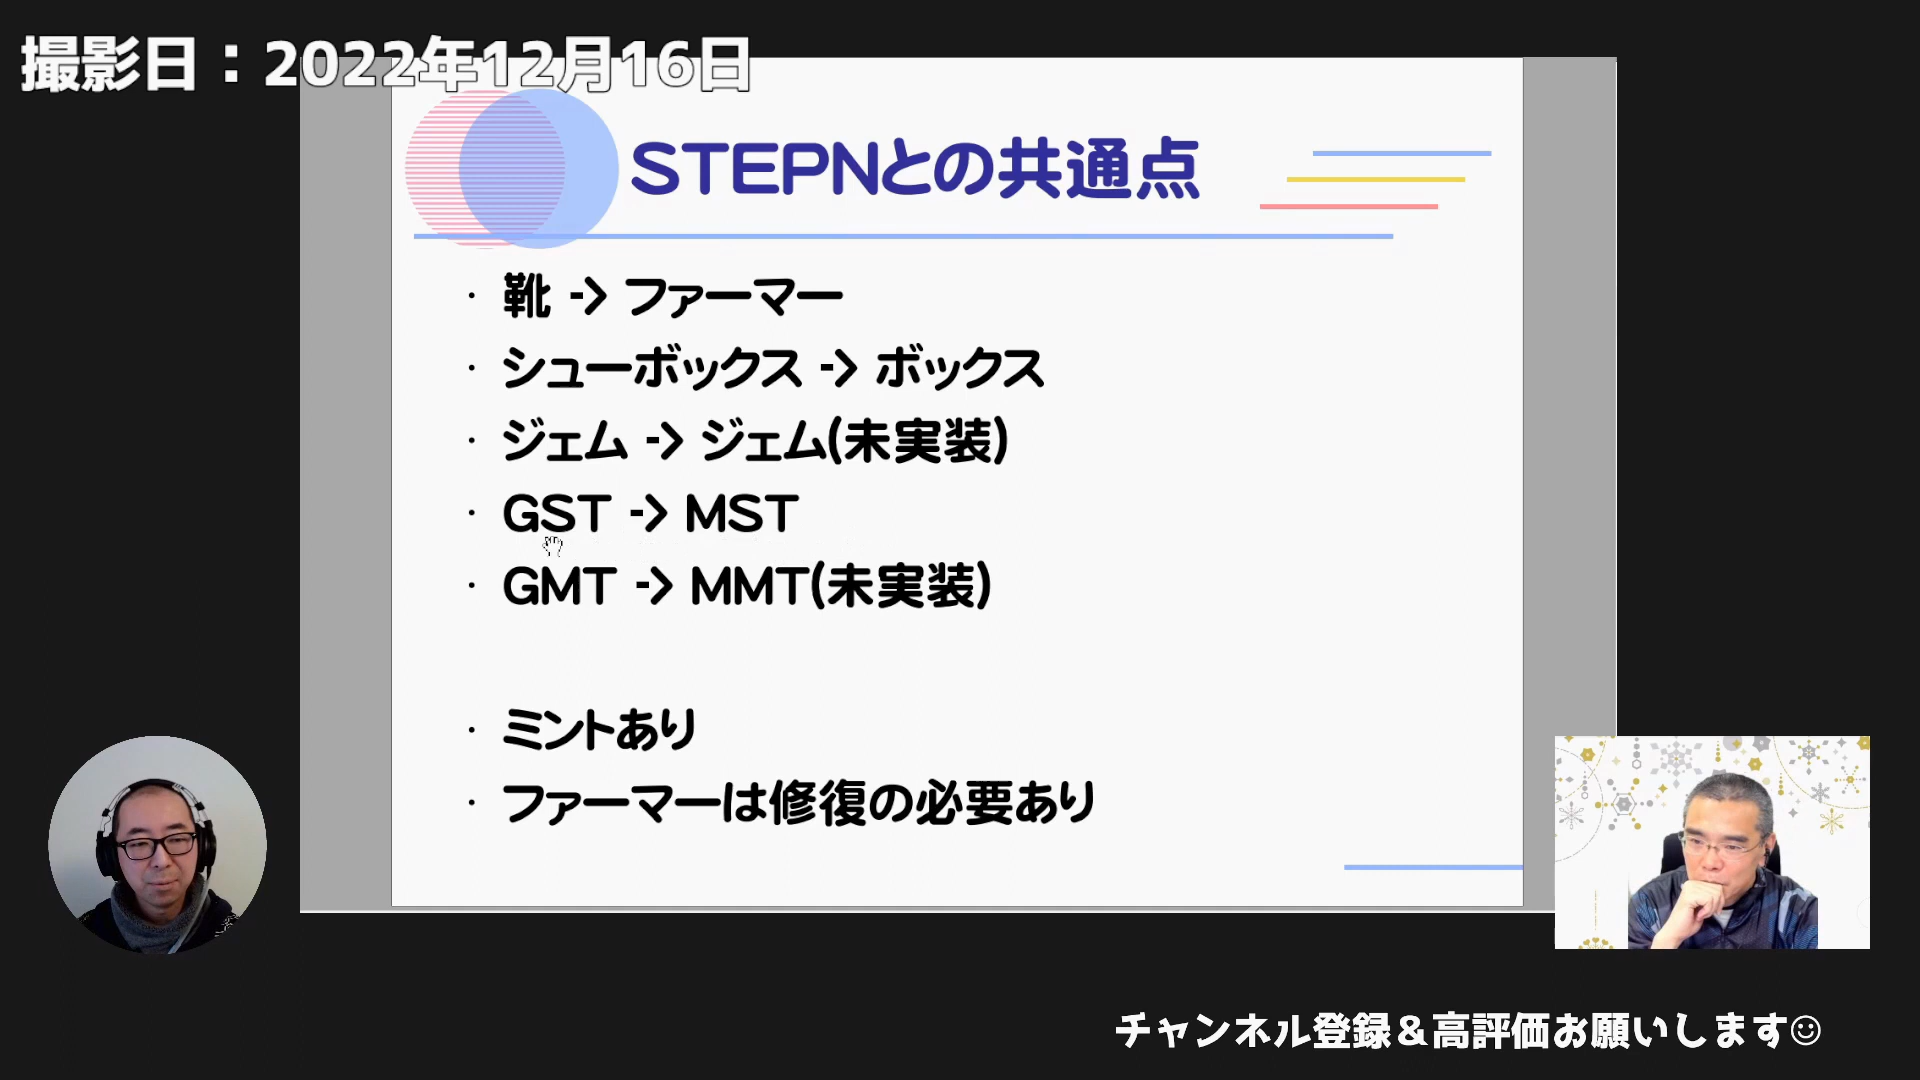 撮影日：2022年12月16日
STEPNとの共通点
・靴 -> ファーマー
・シューボックス -> ボックス
・ジェム -> ジェム(未実装)
・GST -> MST
・GMT -> MMT(未実装)
・ミントあり
・ファーマーは修復の必要あり
チャンネル登録＆高評価お願いします☺